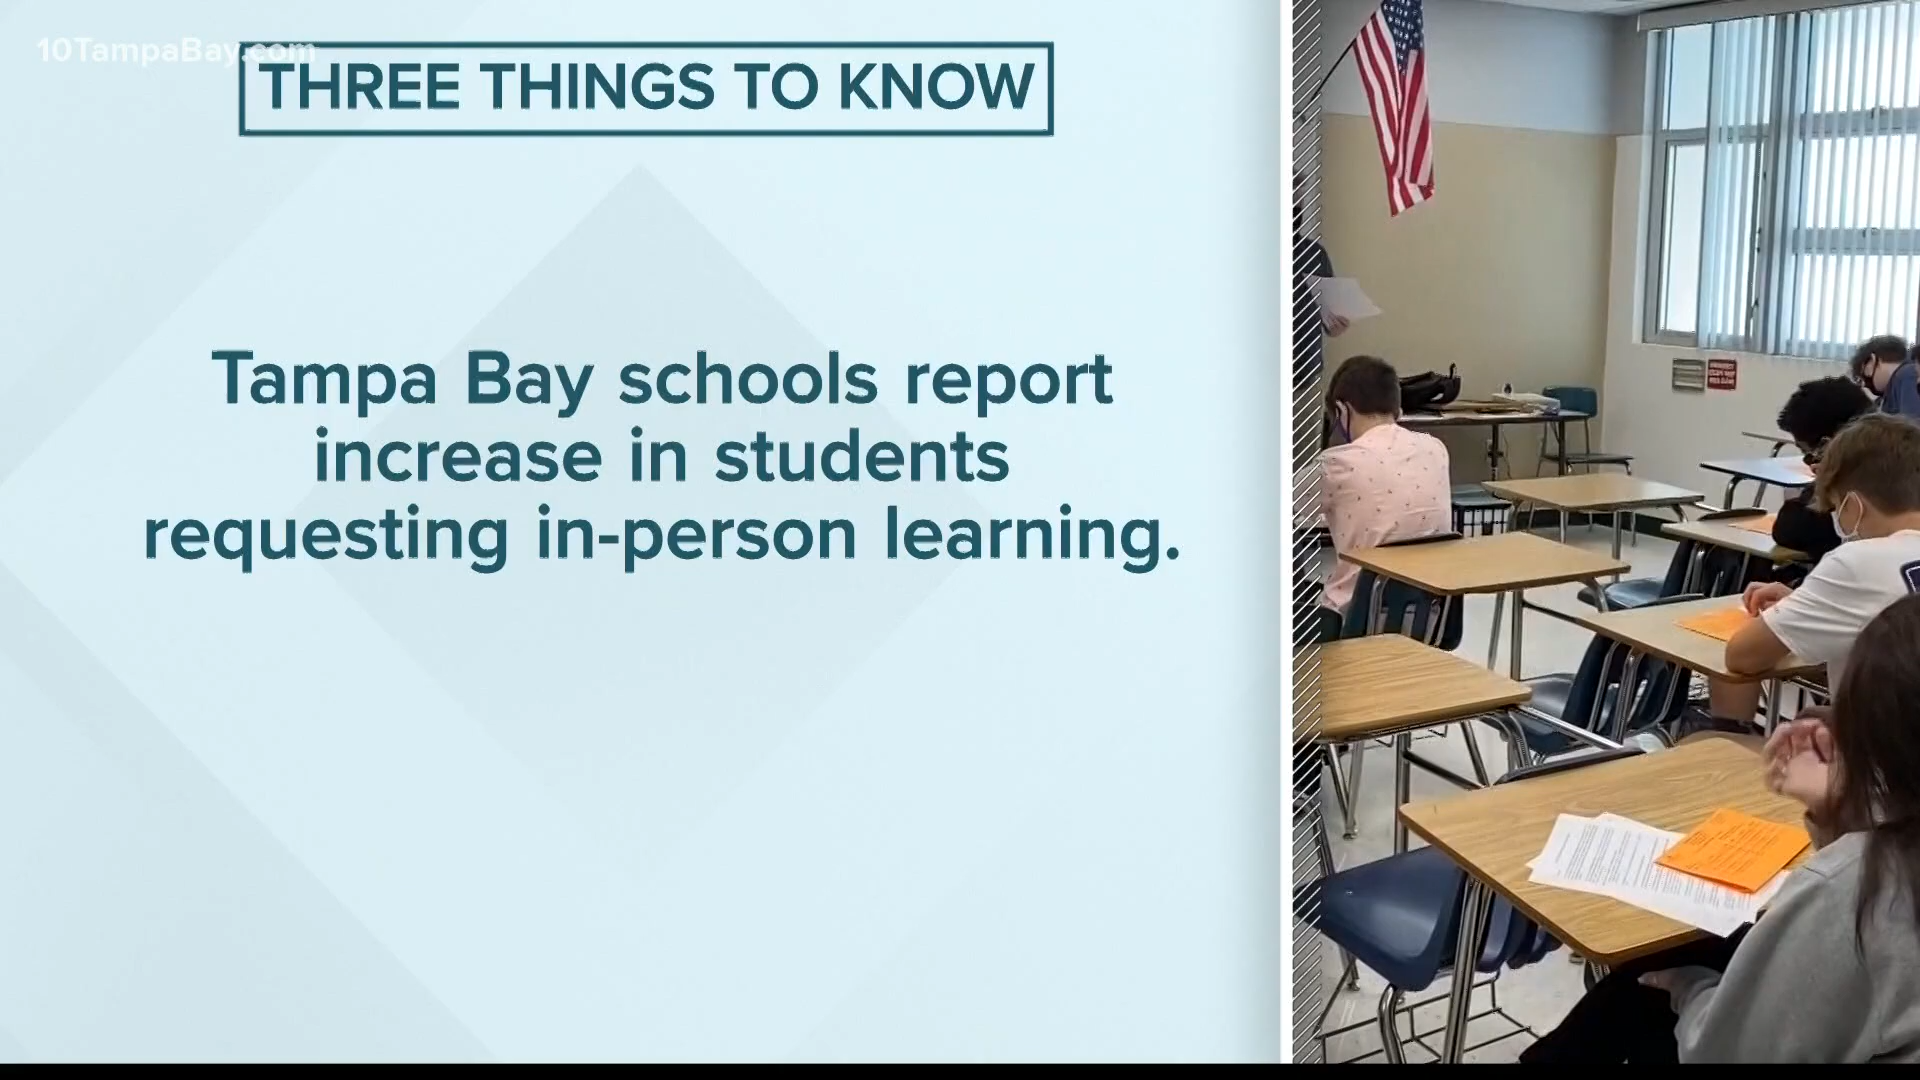 10TampaBay.com
THREE THINGS TO KNOW
Tampa Bay schools report
increase in students
requesting in-person learning.